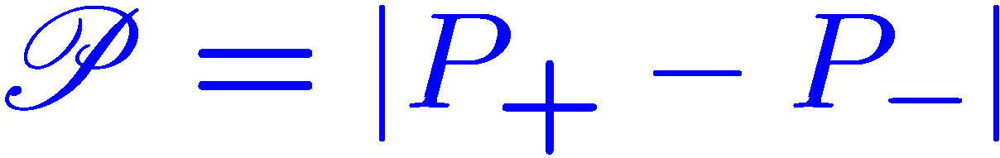 𝒫 = |P₊ − P₋|